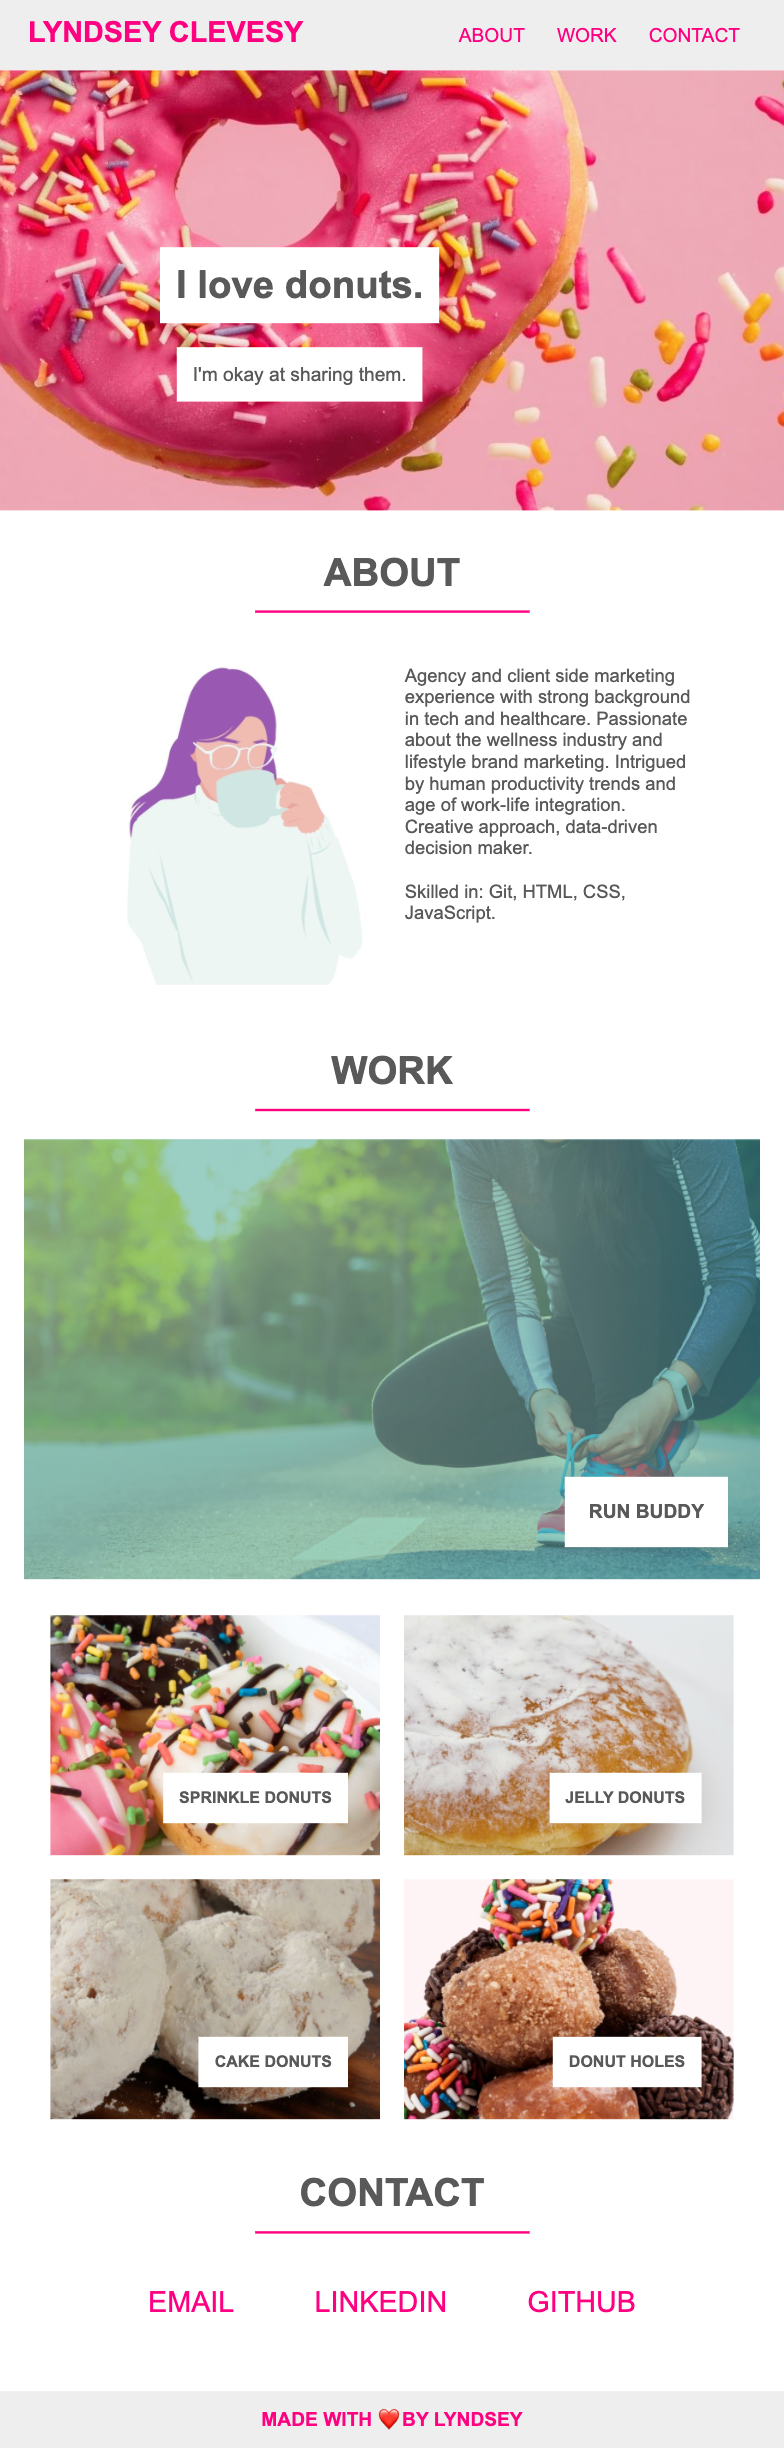 LYNDSEY CLEVESY
ABOUT WORK CONTACT
I love donuts.
I'm okay at sharing them.
ABOUT
Agency and client side marketing
experience with strong background
in tech and healthcare. Passionate
about the wellness industry and
lifestyle brand marketing. Intrigued
by human productivity trends and
age of work-life integration.
Creative approach, data-driven
decision maker.
Skilled in: Git, HTML, CSS,
JavaScript.
WORK
RUN BUDDY
SPRINKLE DONUTS
JELLY DONUTS
CAKE DONUTS
DONUT HOLES
CONTACT
EMAIL LINKEDIN GITHUB
MADE WITH ❤️ BY LYNDSEY